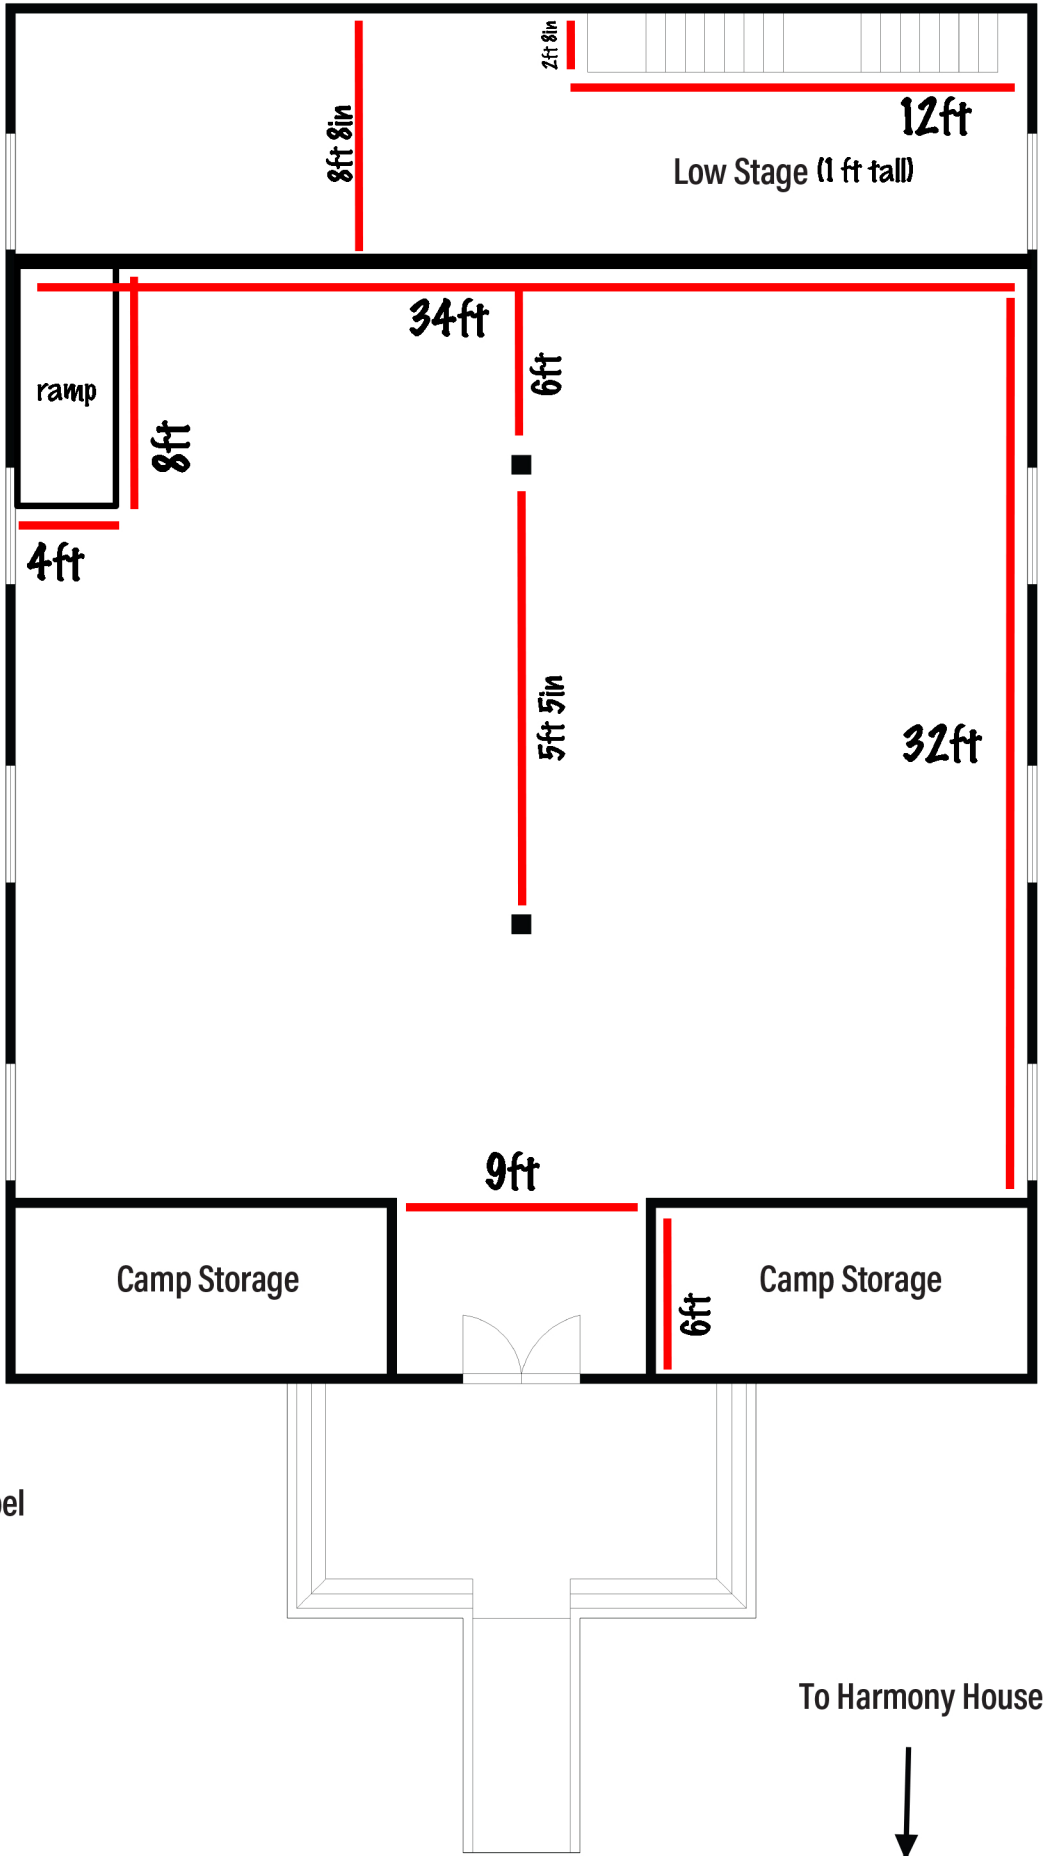 2ft 8in
12ft
8ft 8in
Low Stage (1 ft tall)
34ft
6ft
ramp
8ft
4ft
5ft 5in
32ft
9ft
Camp Storage
Camp Storage
6ft
To Harmony House